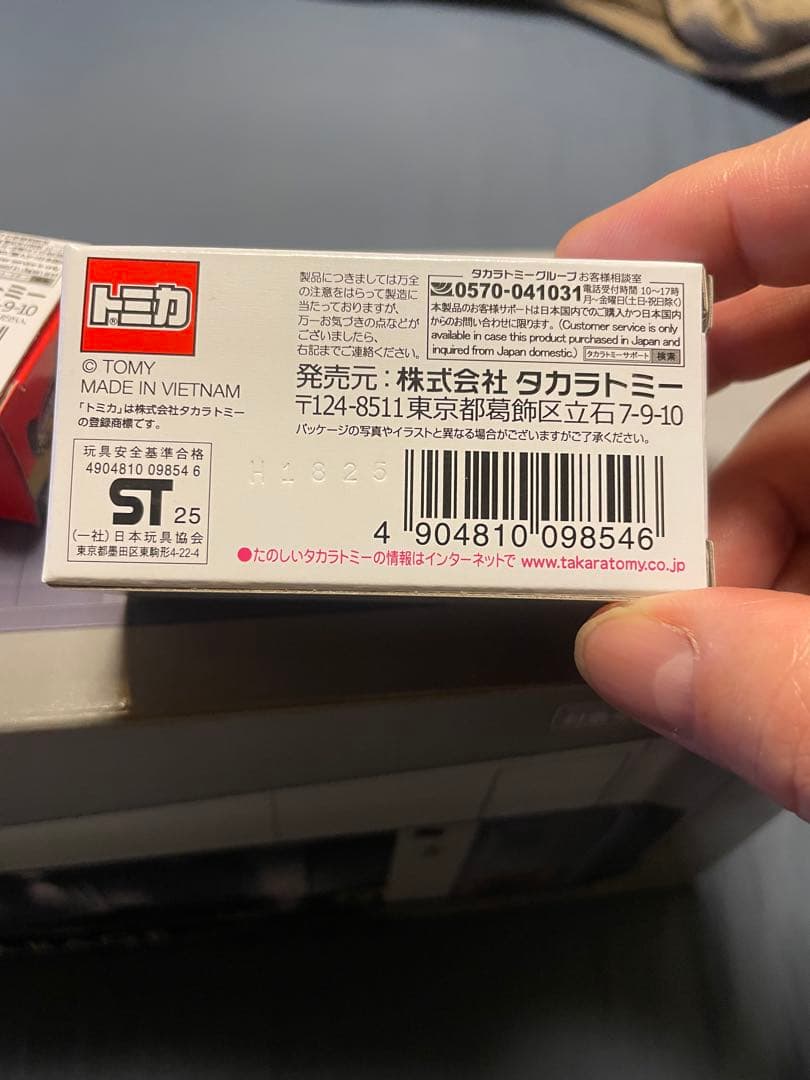 トミカ®
© TOMY
MADE IN VIETNAM
「トミカ」は株式会社タカラトミー
の登録商標です。
玩具安全基準合格
4904810 09854 6
ST 25
(一社)日本玩具協会
東京都墨田区東駒形4-22-4
製品につきましては万全
の注意をはらって製造に
当たっておりますが、
万一お気づきの点などが
ございましたら、
右記までご連絡ください。
タカラトミーグループ お客様相談室
0570-041031 電話受付時間 10~17時
月~金曜日(土日・祝日除く)
本製品のお客様サポートは日本国内でのご購入かつ日本国内
からのお問い合わせに限ります。(Customer service is only
available in case this product purchased in Japan and
inquired from Japan domestic.) タカラトミーサポート 検索
発売元:株式会社 タカラトミー
〒124-8511東京都葛飾区立石7-9-10
パッケージの写真やイラストと異なる場合がございますがご了承ください。
H1825
4 904810 098546
●たのしいタカラトミーの情報はインターネットで www.takaratomy.co.jp
ミー
-9-10